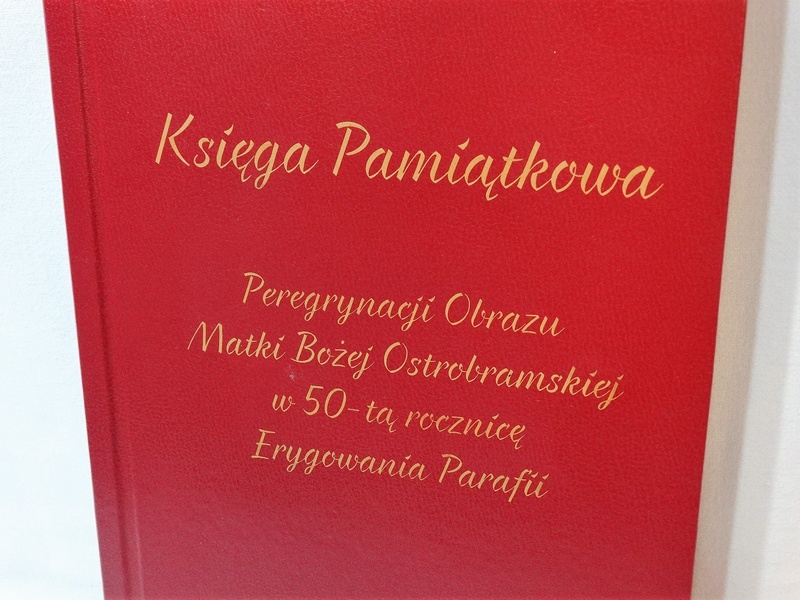 Księga Pamiątkowa
Peregrynacji Obrazu
Matki Bożej Ostrobramskiej
w 50-tą rocznicę
Erygowania Parafii